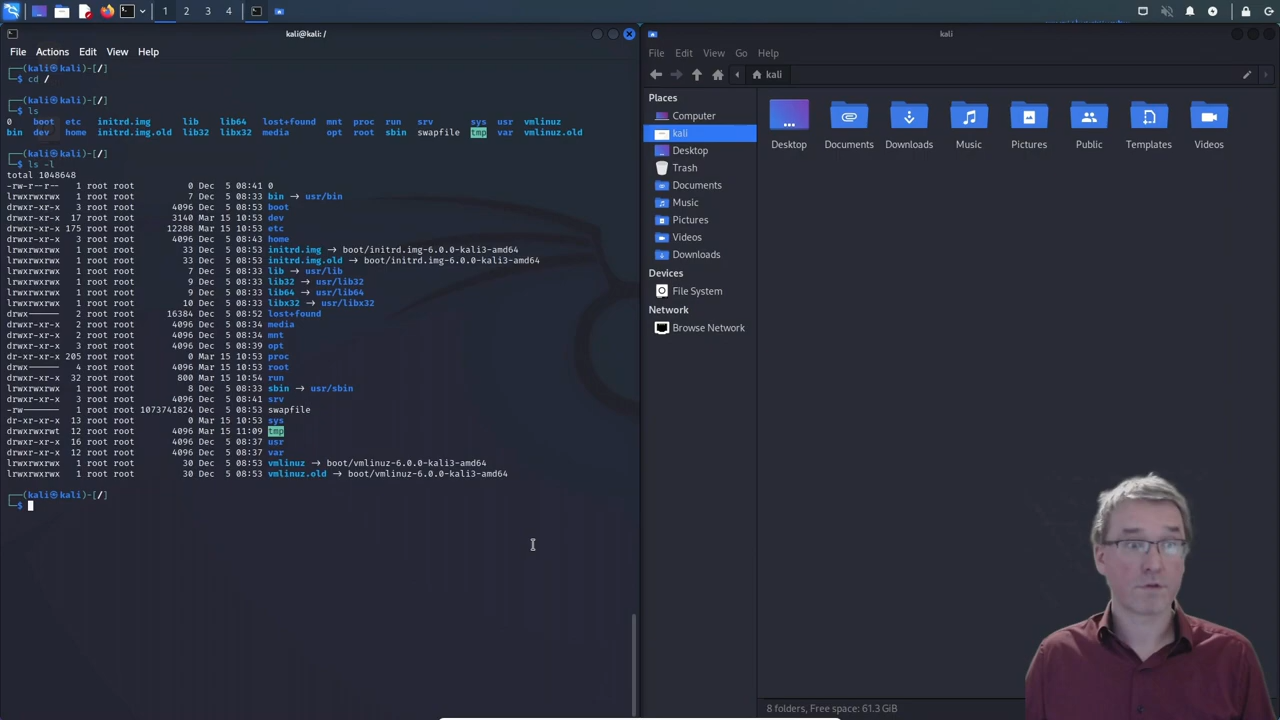 1 2 3 4
kali@kali: /
File Actions Edit View Help
┌──(kali㉿kali)-[/]
└─$ cd /
┌──(kali㉿kali)-[/]
└─$ ls
0 boot etc initrd.img lib lib64 lost+found mnt proc run srv sys usr vmlinuz
bin dev home initrd.img.old lib32 libx32 media opt root sbin swapfile tmp var vmlinuz.old
┌──(kali㉿kali)-[/]
└─$ ls -l
total 1048648
-rw-r--r-- 1 root root 0 Dec 5 08:41 0
lrwxrwxrwx 1 root root 7 Dec 5 08:33 bin → usr/bin
drwxr-xr-x 3 root root 4096 Dec 5 08:53 boot
drwxr-xr-x 17 root root 3140 Mar 15 10:53 dev
drwxr-xr-x 175 root root 12288 Mar 15 10:53 etc
drwxr-xr-x 3 root root 4096 Dec 5 08:43 home
lrwxrwxrwx 1 root root 33 Dec 5 08:53 initrd.img → boot/initrd.img-6.0.0-kali3-amd64
lrwxrwxrwx 1 root root 33 Dec 5 08:53 initrd.img.old → boot/initrd.img-6.0.0-kali3-amd64
lrwxrwxrwx 1 root root 7 Dec 5 08:33 lib → usr/lib
lrwxrwxrwx 1 root root 9 Dec 5 08:33 lib32 → usr/lib32
lrwxrwxrwx 1 root root 9 Dec 5 08:33 lib64 → usr/lib64
lrwxrwxrwx 1 root root 10 Dec 5 08:33 libx32 → usr/libx32
drwx------ 2 root root 16384 Dec 5 08:52 lost+found
drwxr-xr-x 2 root root 4096 Dec 5 08:34 media
drwxr-xr-x 2 root root 4096 Dec 5 08:34 mnt
drwxr-xr-x 3 root root 4096 Dec 5 08:39 opt
dr-xr-xr-x 205 root root 0 Mar 15 10:53 proc
drwx------ 4 root root 4096 Mar 15 10:53 root
drwxr-xr-x 32 root root 800 Mar 15 10:54 run
lrwxrwxrwx 1 root root 8 Dec 5 08:33 sbin → usr/sbin
drwxr-xr-x 3 root root 4096 Dec 5 08:41 srv
-rw------- 1 root root 1073741824 Dec 5 08:53 swapfile
dr-xr-xr-x 13 root root 0 Mar 15 10:53 sys
drwxrwxrwt 12 root root 4096 Mar 15 11:09 tmp
drwxr-xr-x 16 root root 4096 Dec 5 08:37 usr
drwxr-xr-x 12 root root 4096 Dec 5 08:37 var
lrwxrwxrwx 1 root root 30 Dec 5 08:53 vmlinuz → boot/vmlinuz-6.0.0-kali3-amd64
lrwxrwxrwx 1 root root 30 Dec 5 08:53 vmlinuz.old → boot/vmlinuz-6.0.0-kali3-amd64
┌──(kali㉿kali)-[/]
└─$
kali
File Edit View Go Help
kali
Places
Computer
kali
Desktop
Trash
Documents
Music
Pictures
Videos
Downloads
Devices
File System
Network
Browse Network
Desktop Documents Downloads Music Pictures Public Templates Videos
8 folders, Free space: 61.3 GiB